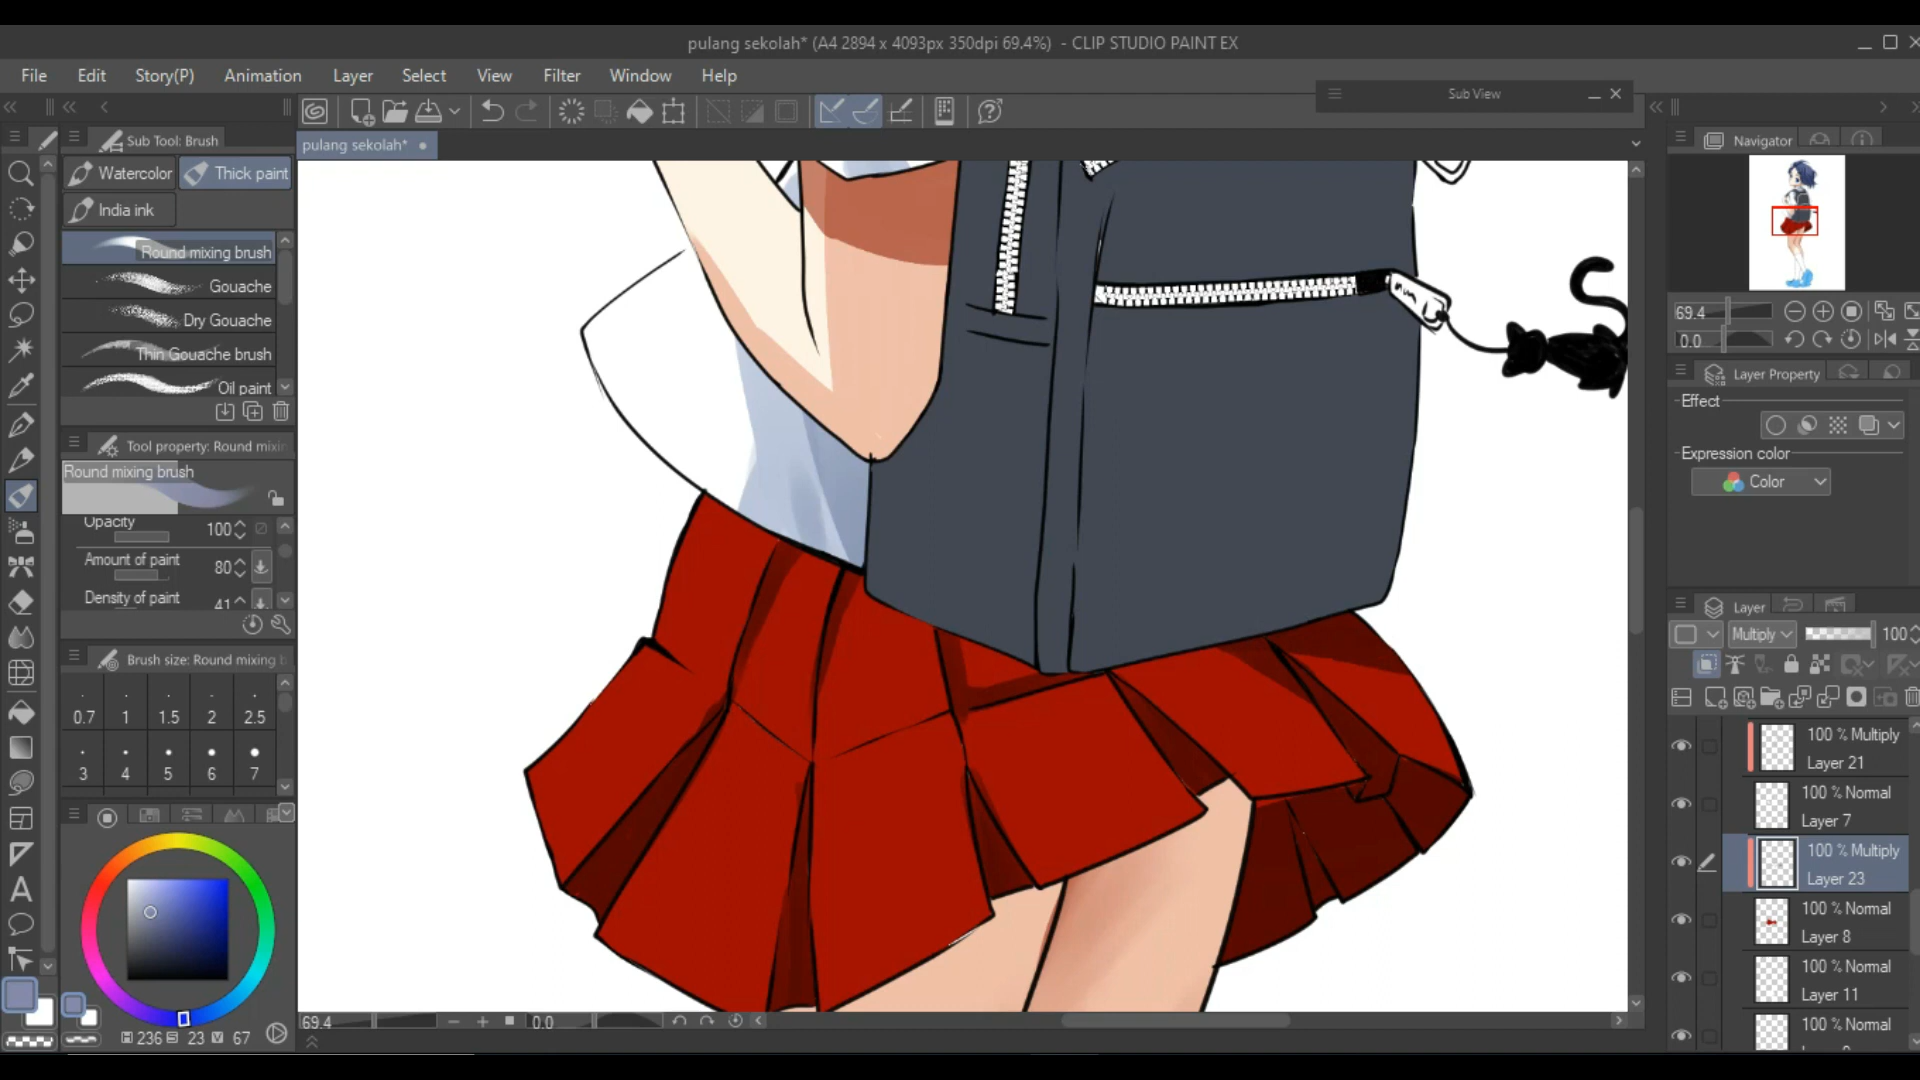 pulang sekolah* (A4 2894 x 4093px 350dpi 69.4%) - CLIP STUDIO PAINT EX
File Edit Story(P) Animation Layer Select View Filter Window Help
Sub View
Sub Tool: Brush
pulang sekolah*
Navigator
Watercolor Thick paint
India ink
Round mixing brush
Gouache
Dry Gouache
Thin Gouache brush
Oil paint
69.4
0.0
Layer Property
Effect
Expression color
Color
Tool property: Round mixin
Round mixing brush
Opacity 100
Amount of paint 80
Density of paint 41
Brush size: Round mixing b
0.7 1 1.5 2 2.5
3 4 5 6 7
Layer
Multiply 100
100 % Multiply
Layer 21
100 % Normal
Layer 7
100 % Multiply
Layer 23
100 % Normal
Layer 8
100 % Normal
Layer 11
100 % Normal
69.4 0.0
H 236 S 23 V 67